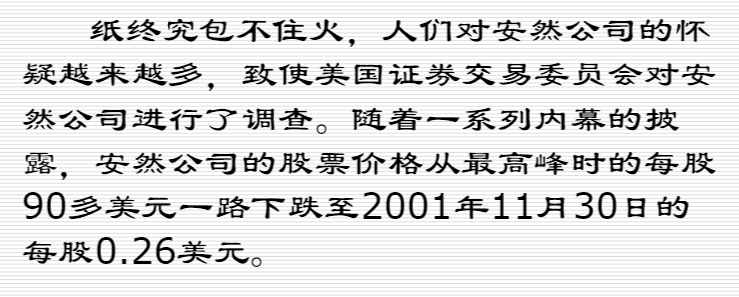 纸终究包不住火，人们对安然公司的怀
疑越来越多，致使美国证券交易委员会对安
然公司进行了调查。随着一系列内幕的披
露，安然公司的股票价格从最高峰时的每股
90多美元一路下跌至2001年11月30日的
每股0.26美元。